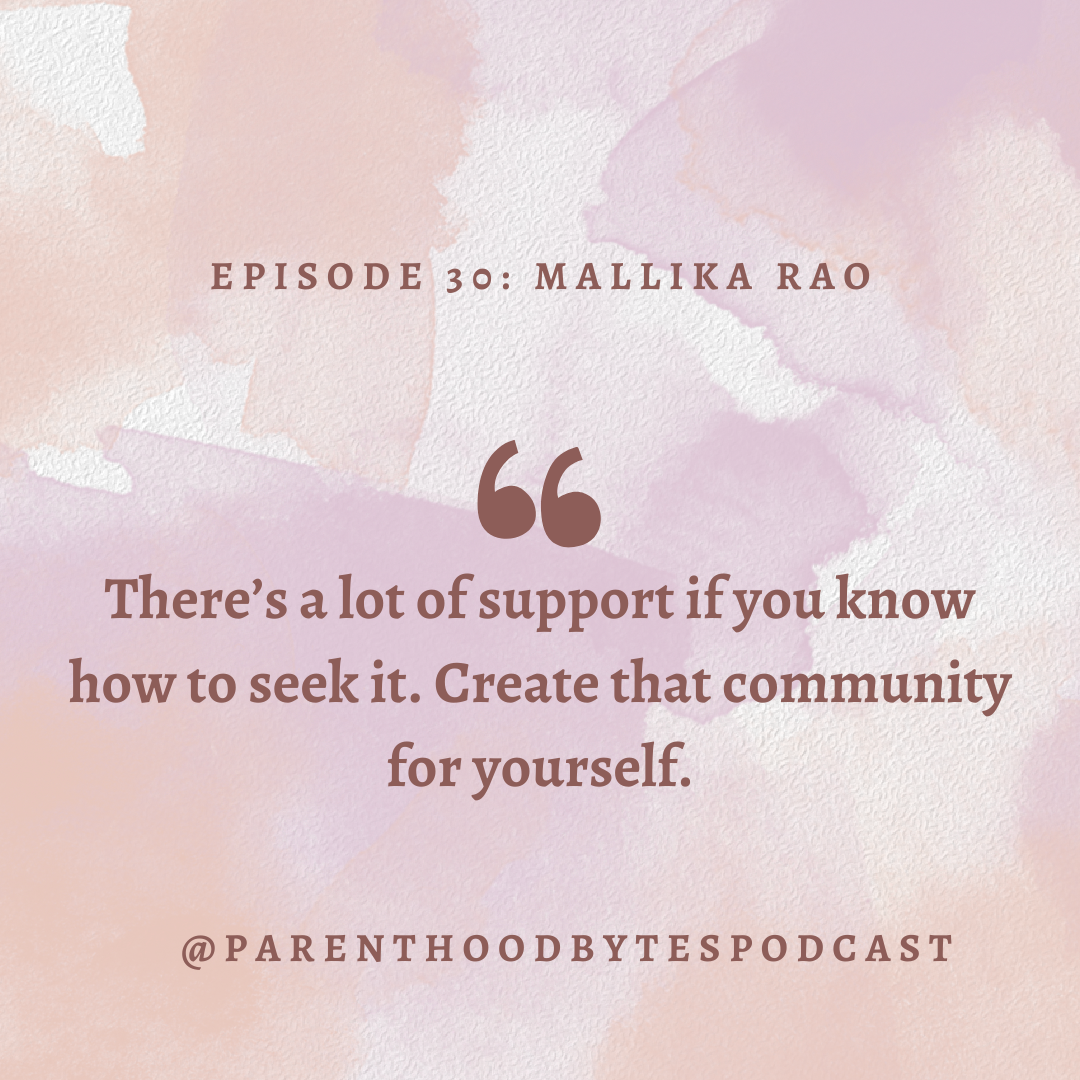 EPISODE 30: MALLIKA RAO
“
There’s a lot of support if you know
how to seek it. Create that community
for yourself.
@PARENTHOODBYTESPODCAST